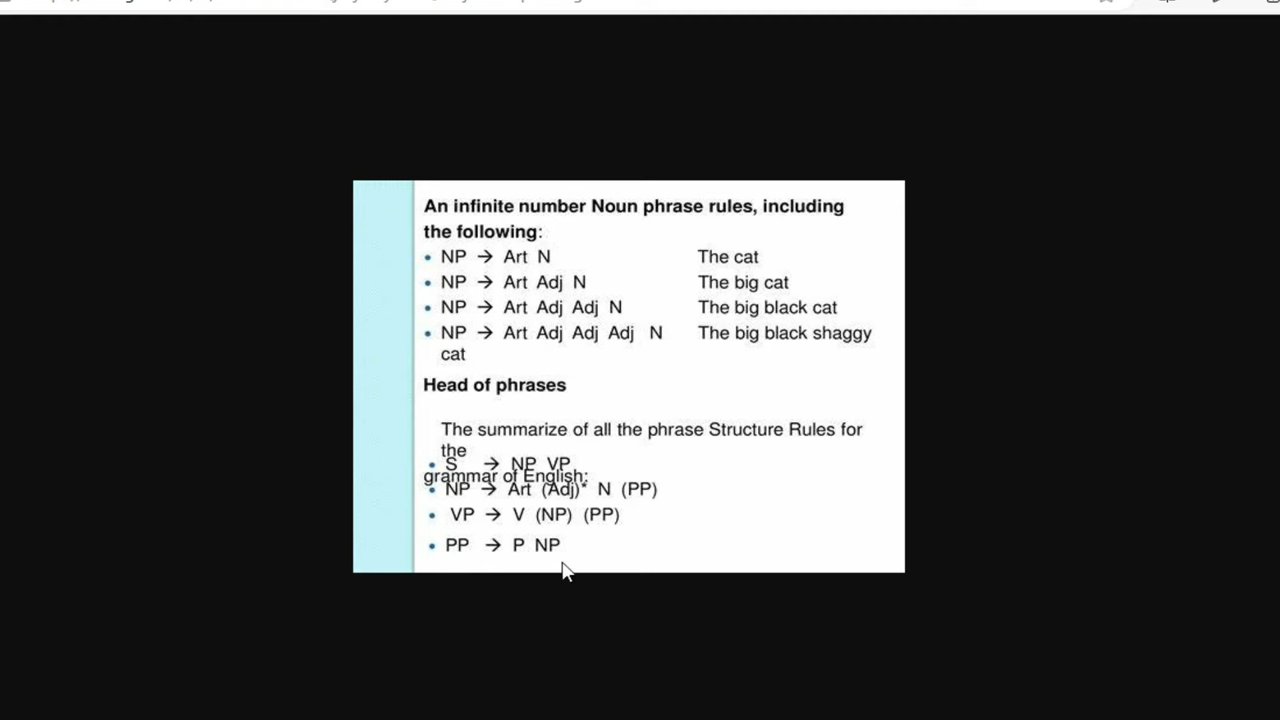 An infinite number Noun phrase rules, including
the following:
• NP → Art N The cat
• NP → Art Adj N The big cat
• NP → Art Adj Adj N The big black cat
• NP → Art Adj Adj Adj N The big black shaggy
cat
Head of phrases
The summarize of all the phrase Structure Rules for
the
• S → NP VP
grammar of English:
• NP → Art (Adj)* N (PP)
• VP → V (NP) (PP)
• PP → P NP